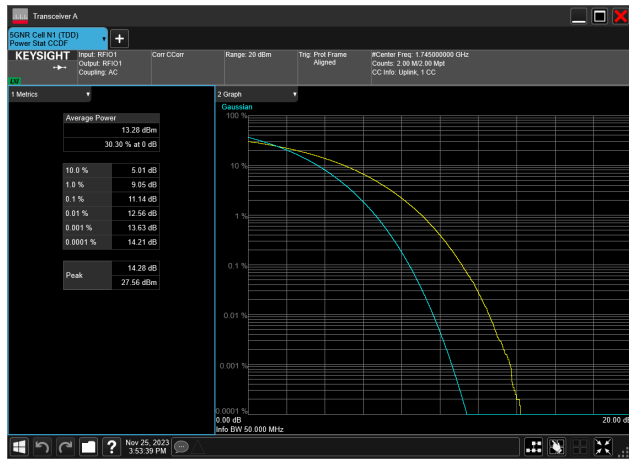 Transceiver A
5GNR Cell N1 (TDD)
Power Stat CCDF
KEYSIGHT
LXI
Input: RFIO1
Output: RFIO1
Coupling: AC
Corr CCorr
Range: 20 dBm
Trig: Prot Frame
Aligned
#Center Freq: 1.745000000 GHz
Counts: 2.00 M/2.00 Mpt
CC Info: Uplink, 1 CC
1 Metrics
Average Power
13.28 dBm
30.30 % at 0 dB
10.0 % 5.01 dB
1.0 % 9.05 dB
0.1 % 11.14 dB
0.01 % 12.56 dB
0.001 % 13.63 dB
0.0001 % 14.21 dB
Peak
14.28 dB
27.56 dBm
2 Graph
Gaussian
100 %
10 %
1 %
0.1 %
0.01 %
0.001 %
0.0001 %
0.00 dB
20.00 dB
Info BW 50.000 MHz
Nov 25, 2023
3:53:39 PM